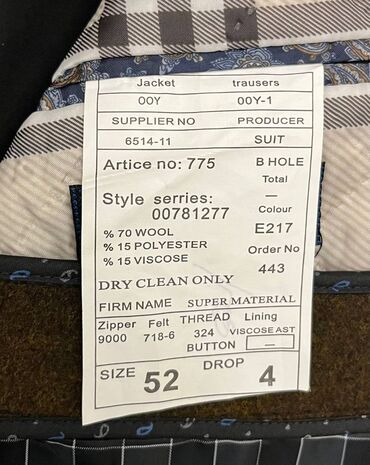 Jacket trausers
00Y 00Y-1
SUPPLIER NO PRODUCER
6514-11 SUIT
Artice no: 775 B HOLE
Total
Style serries: —
00781277 Colour
% 70 WOOL E217
% 15 POLYESTER Order No
% 15 VISCOSE 443
DRY CLEAN ONLY
FIRM NAME SUPER MATERIAL
Zipper Felt THREAD Lining
9000 718-6 324 VISCOSE AST
BUTTON —
SIZE 52 DROP 4